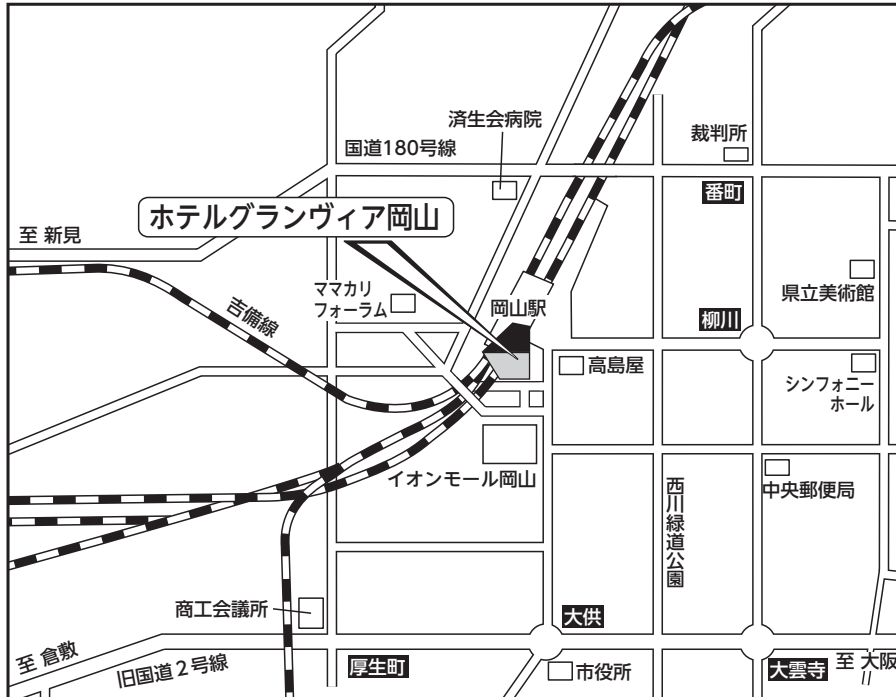 済生会病院
裁判所
国道180号線
番町
ホテルグランヴィア岡山
至 新見
吉備線
ママカリ
フォーラム
岡山駅
県立美術館
柳川
高島屋
シンフォニー
ホール
イオンモール岡山
西川緑道公園
中央郵便局
商工会議所
大供
至 倉敷
旧国道2号線
厚生町
市役所
大雲寺
至 大阪